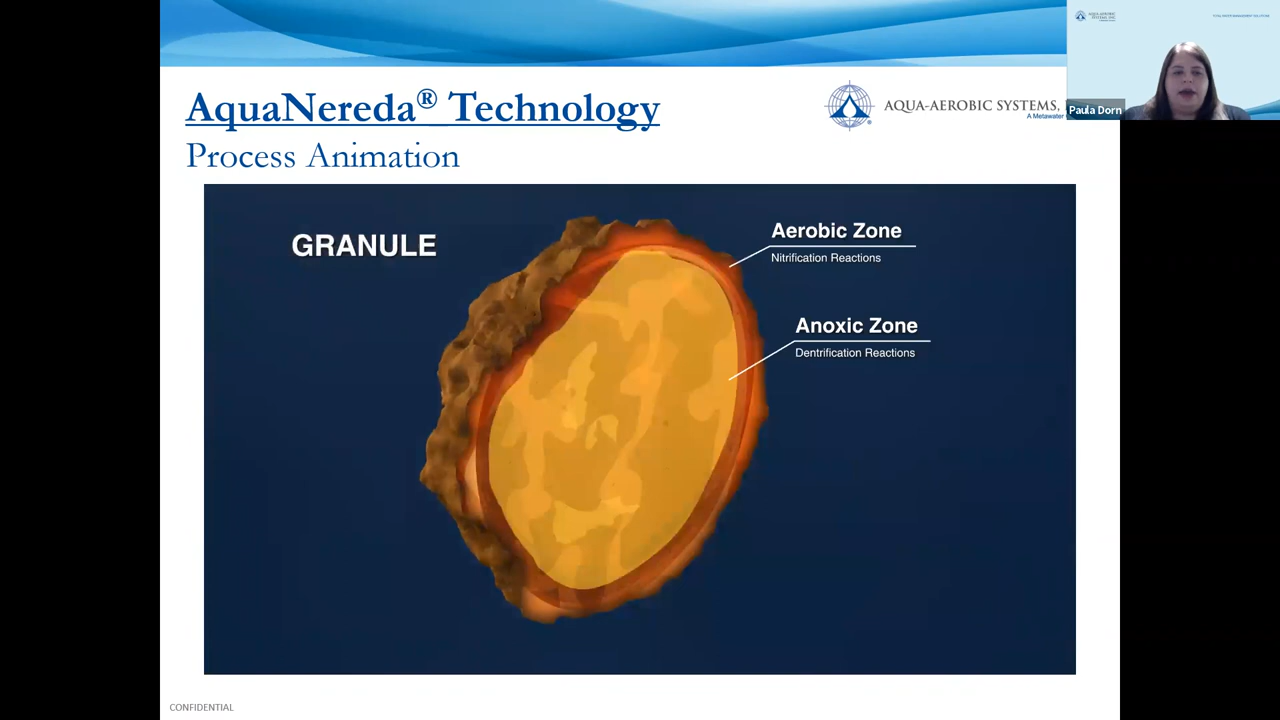 AquaNereda® Technology
Process Animation
AQUA-AEROBIC SYSTEMS,
A Metawater
Paula Dorn
GRANULE
Aerobic Zone
Nitrification Reactions
Anoxic Zone
Dentrification Reactions
CONFIDENTIAL